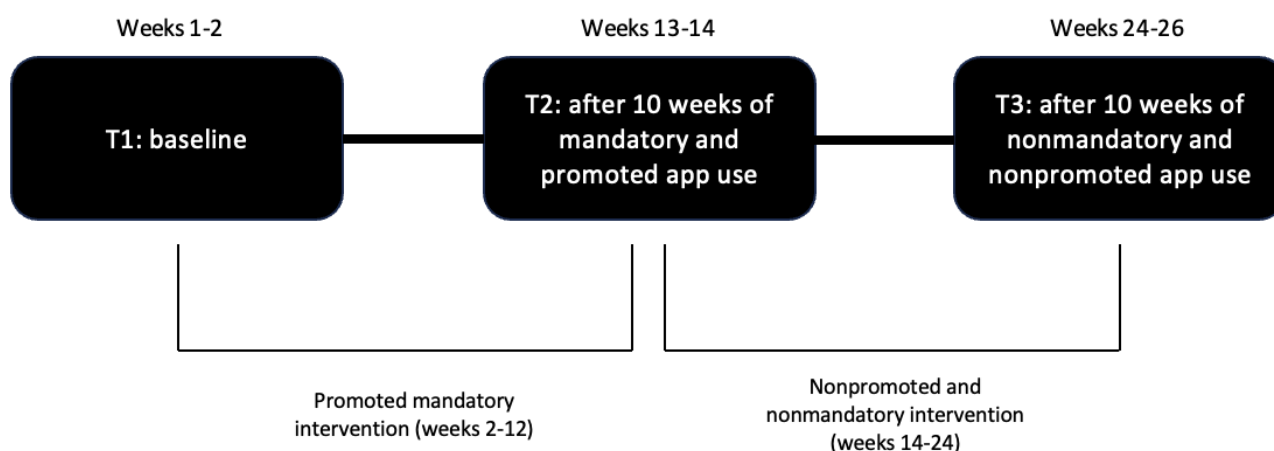 Weeks 1-2
Weeks 13-14
Weeks 24-26
T1: baseline
T2: after 10 weeks of
mandatory and
promoted app use
T3: after 10 weeks of
nonmandatory and
nonpromoted app use
Promoted mandatory
intervention (weeks 2-12)
Nonpromoted and
nonmandatory intervention
(weeks 14-24)